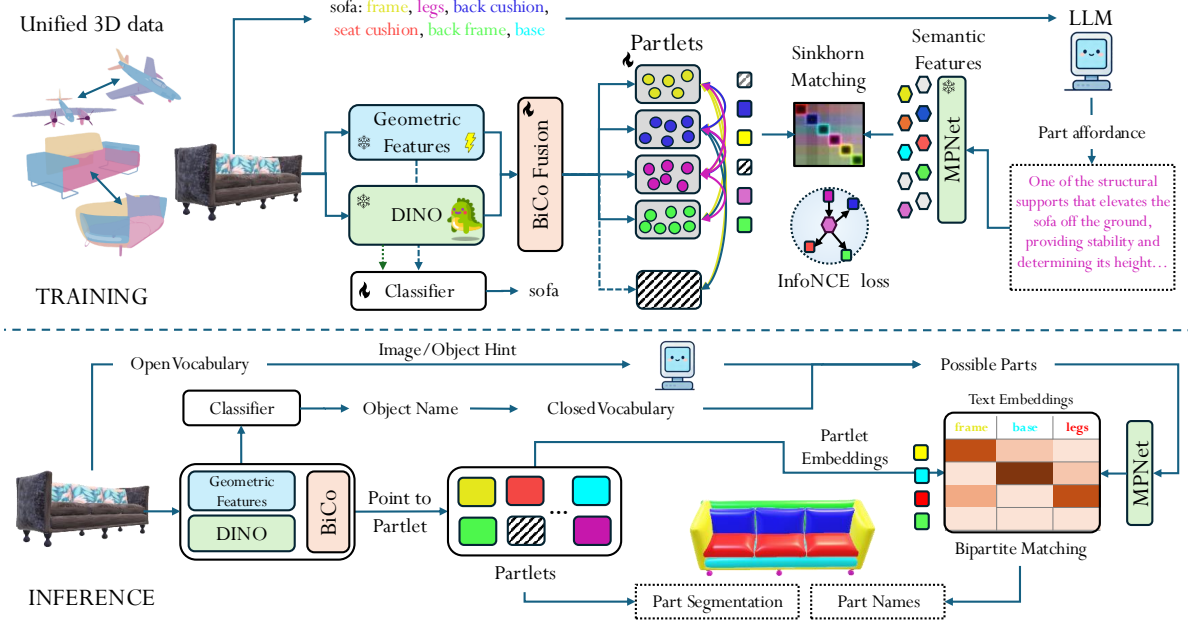 Unified 3D data
sofa: frame, legs, back cushion,
seat cushion, back frame, base
LLM
Partlets
Sinkhorn
Matching
Semantic
Features
Geometric
Features
DINO
BiCo Fusion
MPNet
Part affordance
One of the structural
supports that elevates the
sofa off the ground,
providing stability and
determining its height...
Classifier
sofa
InfoNCE loss
TRAINING
Open Vocabulary
Image/Object Hint
Possible Parts
Classifier
Object Name
Closed Vocabulary
Text Embeddings
frame
base
legs
Partlet
Embeddings
MPNet
Geometric
Features
DINO
BiCo
Point to
Partlet
...
Partlets
Bipartite Matching
Part Segmentation
Part Names
INFERENCE